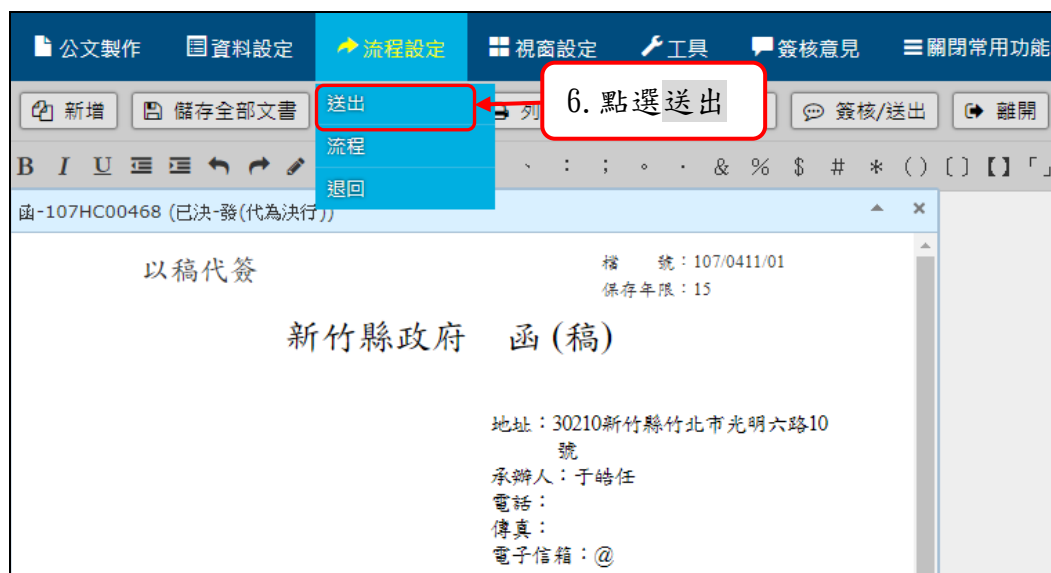 公文製作 資料設定 流程設定 視窗設定 工具 簽核意見 關閉常用功能
新增 儲存全部文書 送出 列 6.點選送出 簽核/送出 離開
流程
B I U 、 : ; 。 · & % $ # * ( ) 〔 〕 【 】 「 」
退回
函-107HC00468 (已決-發(代為決行))
以稿代簽
檔 號：107/0411/01
保存年限：15
新竹縣政府 函(稿)
地址：30210新竹縣竹北市光明六路10
號
承辦人：于皓任
電話：
傳真：
電子信箱：@